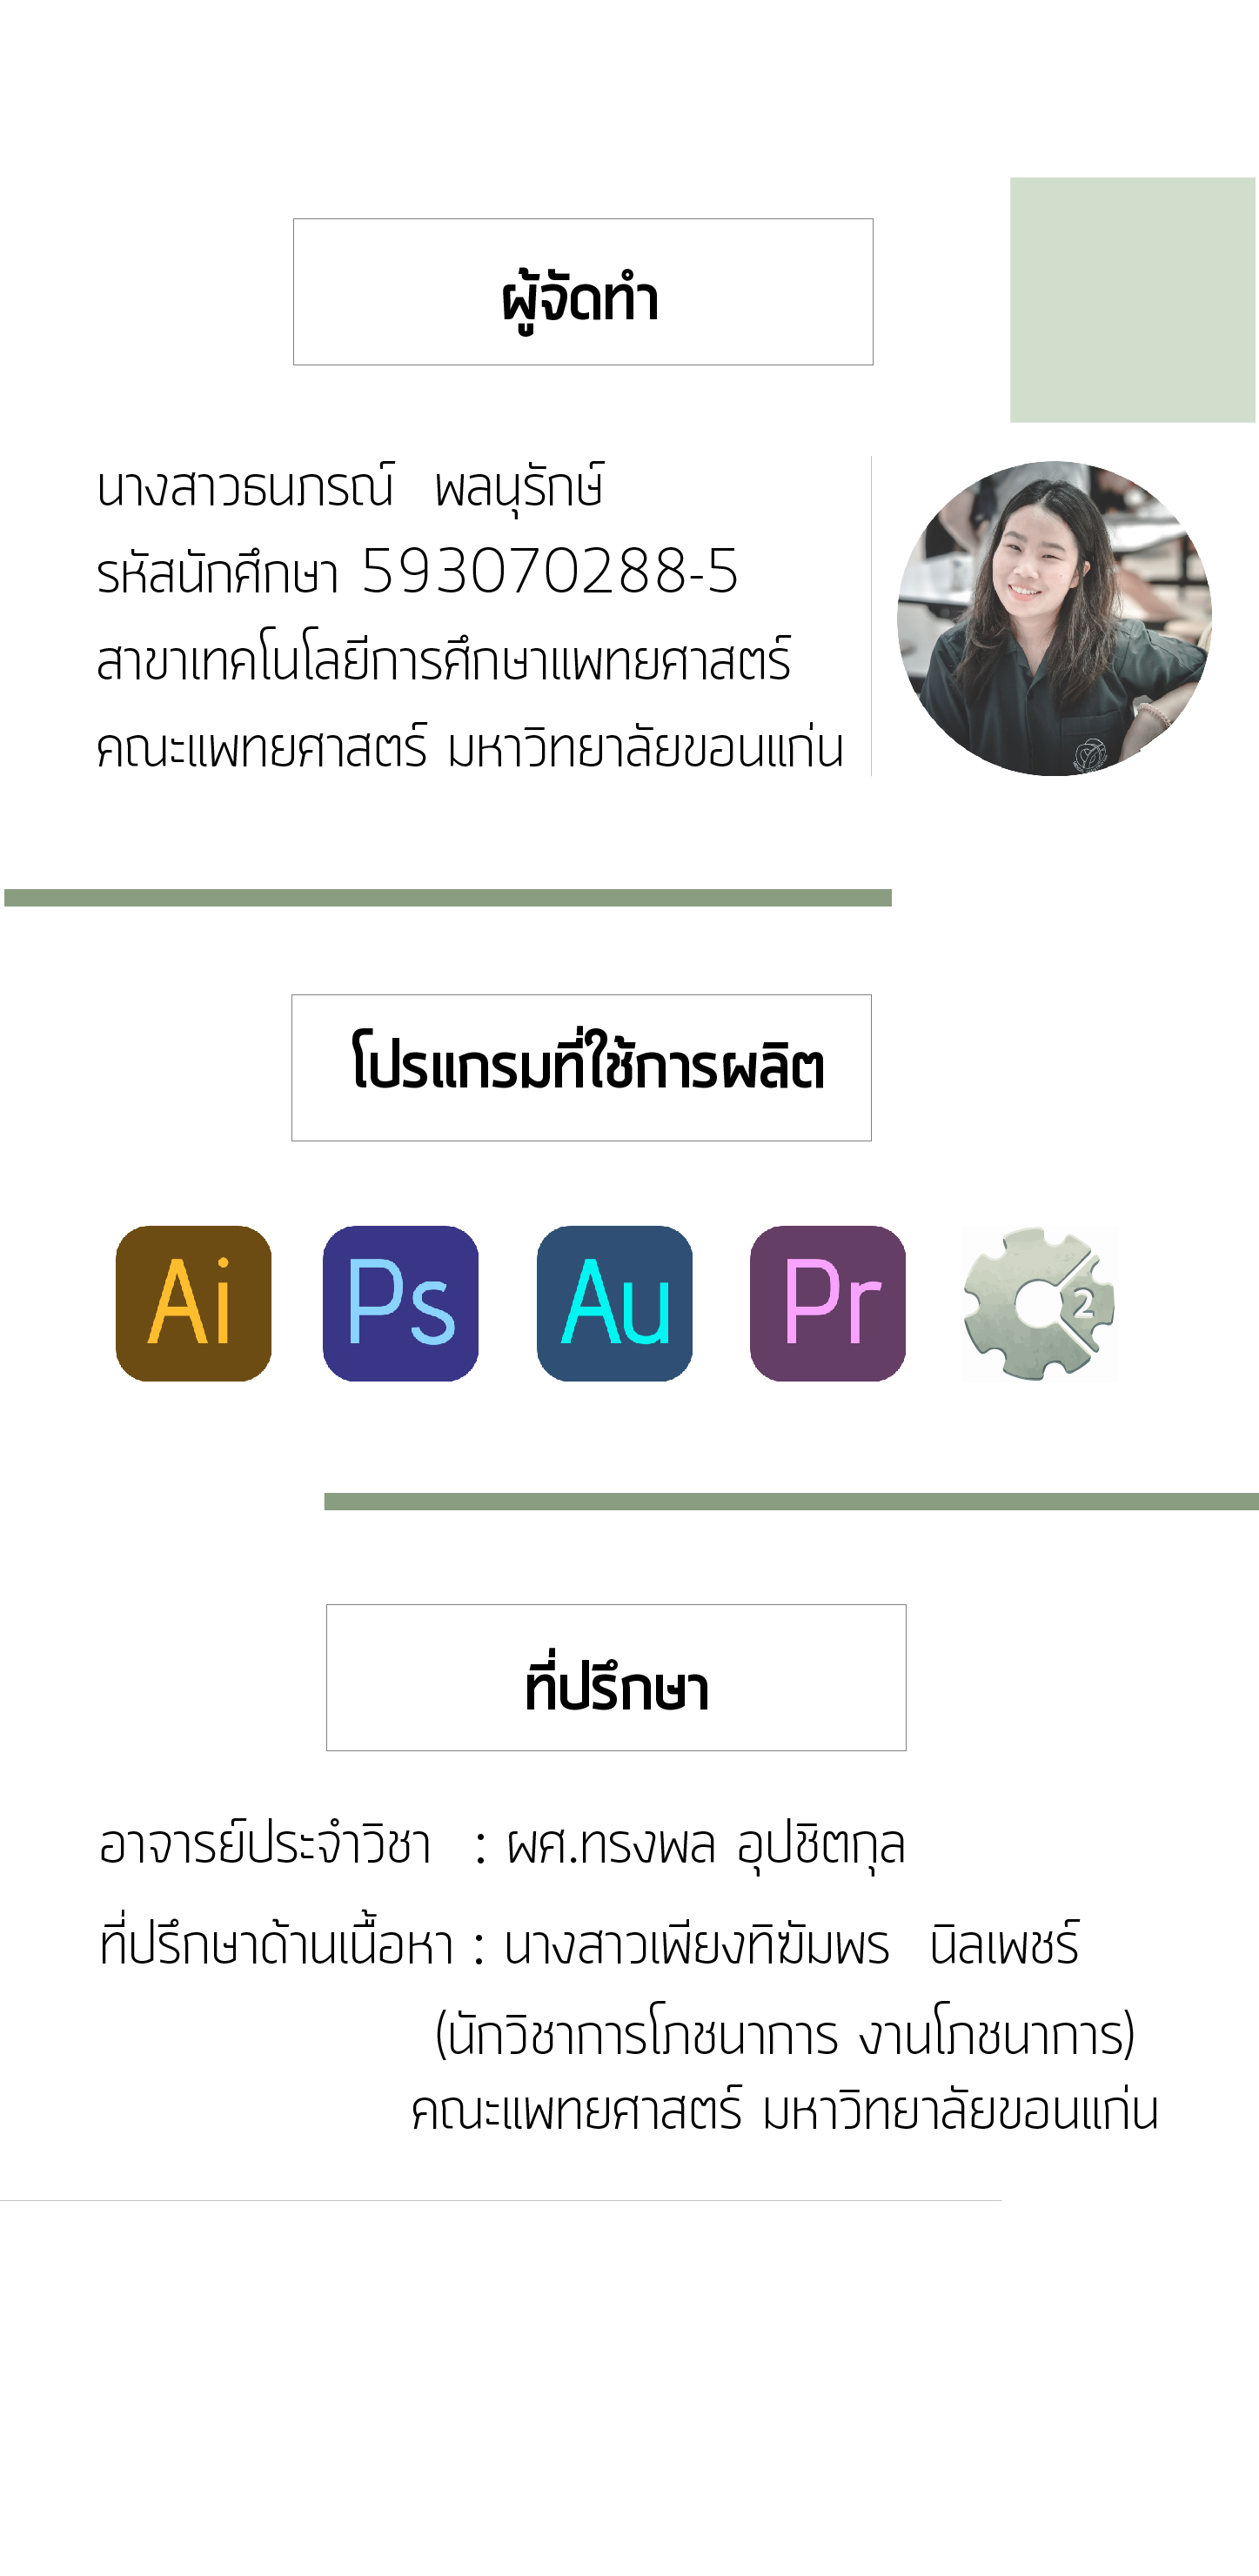 ผู้จัดทำ
นางสาวธนภรณ์ พลนุรักษ์
รหัสนักศึกษา 593070288-5
สาขาเทคโนโลยีการศึกษาแพทยศาสตร์
คณะแพทยศาสตร์ มหาวิทยาลัยขอนแก่น
โปรแกรมที่ใช้การผลิต
Ai Ps Au Pr 2
ที่ปรึกษา
อาจารย์ประจำวิชา : ผศ.ทรงพล อุปชิตกุล
ที่ปรึกษาด้านเนื้อหา : นางสาวเพียงทิฆัมพร นิลเพชร์
(นักวิชาการโภชนาการ งานโภชนาการ)
คณะแพทยศาสตร์ มหาวิทยาลัยขอนแก่น